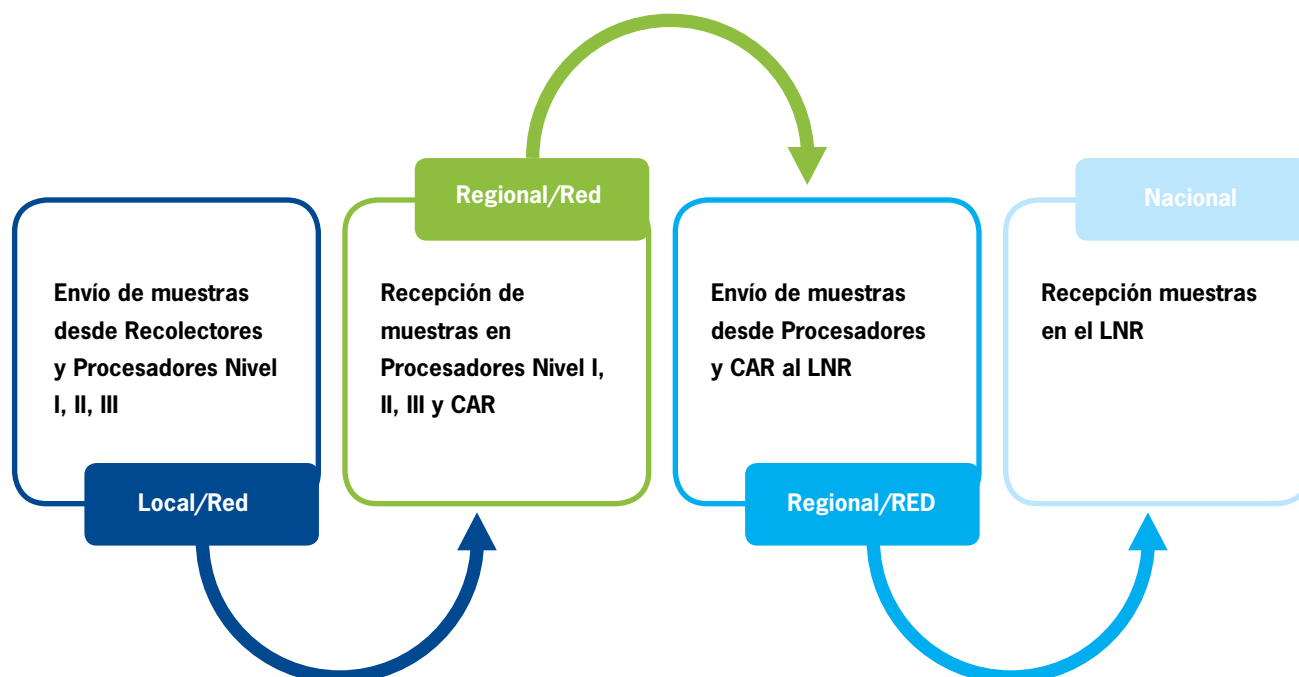 Envío de muestras
desde Recolectores
y Procesadores Nivel
I, II, III
Local/Red
Regional/Red
Recepción de
muestras en
Procesadores Nivel I,
II, III y CAR
Envío de muestras
desde Procesadores
y CAR al LNR
Regional/RED
Nacional
Recepción muestras
en el LNR